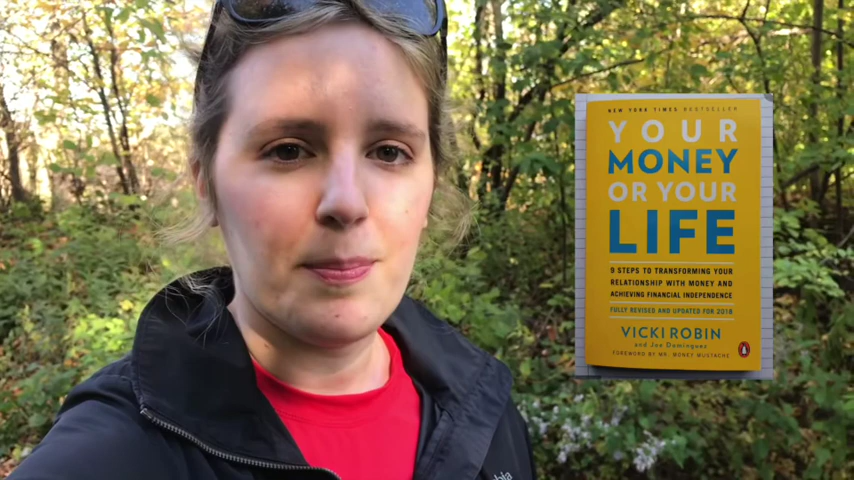 NEW YORK TIMES BESTSELLER
YOUR
MONEY
OR YOUR
LIFE
9 STEPS TO TRANSFORMING YOUR
RELATIONSHIP WITH MONEY AND
ACHIEVING FINANCIAL INDEPENDENCE
FULLY REVISED AND UPDATED FOR 2018
VICKI ROBIN
and Joe Dominguez
FOREWORD BY MR. MONEY MUSTACHE